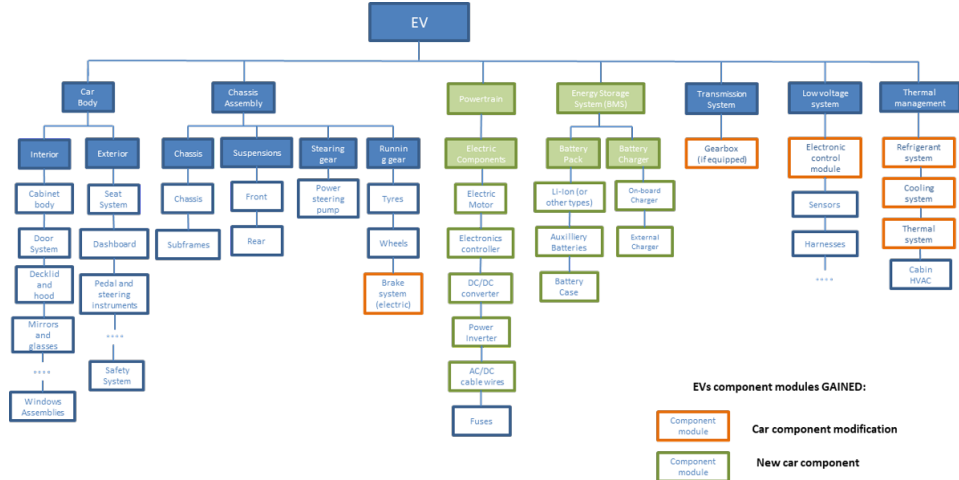 EV
Car
Body
Chassis
Assembly
Powertrain
Energy Storage
System (BMS)
Transmission
System
Low voltage
system
Thermal
management
Interior
Exterior
Chassis
Suspensions
Stearing
gear
Runnin
g gear
Electric
Components
Battery
Pack
Battery
Charger
Gearbox
(if equipped)
Electronic
control
module
Refrigerant
system
Cabinet
body
Seat
System
Chassis
Front
Power
steering
pump
Tyres
Electric
Motor
Li-Ion (or
other types)
On-board
Charger
Sensors
Cooling
system
Door
System
Dashboard
Subframes
Rear
Wheels
Electronics
controller
Auxilliery
Batteries
External
Charger
Harnesses
Thermal
system
Decklid
and hood
Pedal and
steering
instruments
Brake
system
(electric)
DC/DC
converter
Battery
Case
****
Cabin
HVAC
Mirrors
and
glasses
****
Power
Inverter
****
Safety
System
AC/DC
cable wires
Windows
Assemblies
Fuses
EVs component modules GAINED:
Component
module
Car component modification
Component
module
New car component